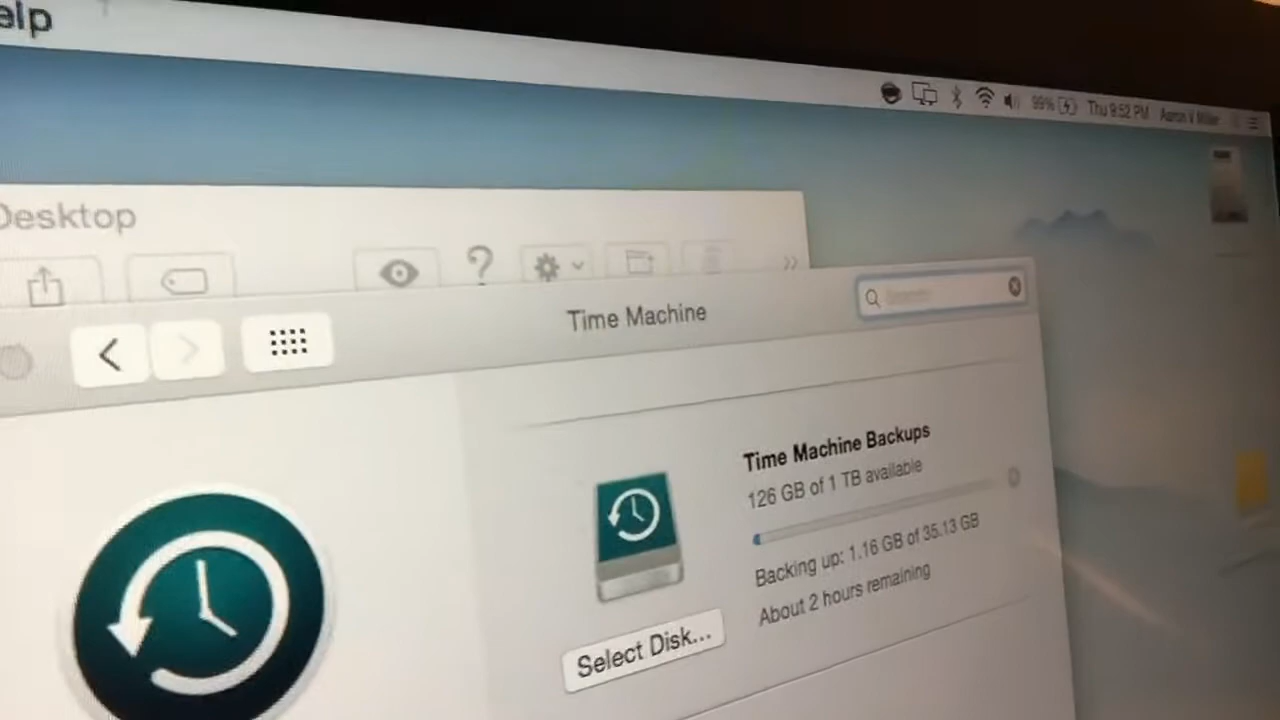 elp
99% Thu 9:52 PM Aaron V Miller
Desktop
Time Machine
Search
Time Machine Backups
126 GB of 1 TB available
Backing up: 1.16 GB of 35.13 GB
About 2 hours remaining
Select Disk...